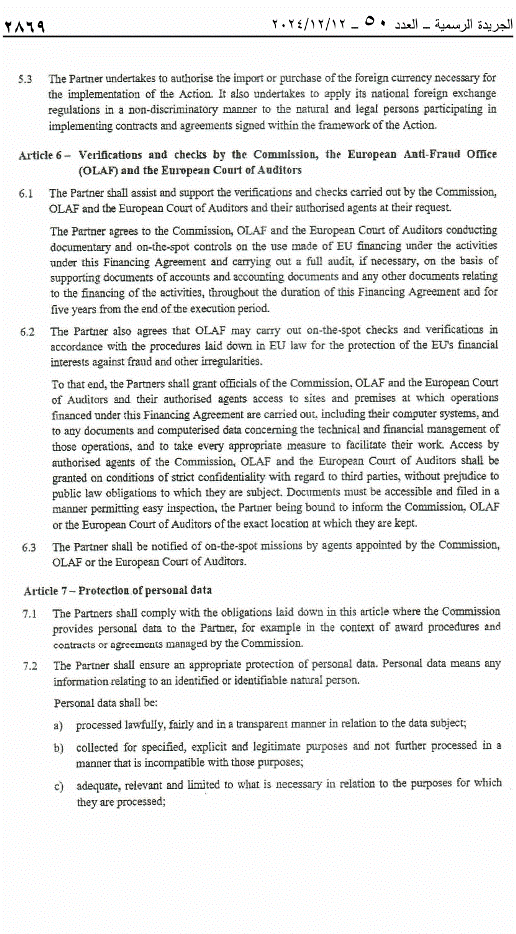 الجريدة الرسمية – العدد ٥٠ – ٢٠٢٤/١٢/١٢
٢٨٦٩
5.3 The Partner undertakes to authorise the import or purchase of the foreign currency necessary for
the implementation of the Action. It also undertakes to apply its national foreign exchange
regulations in a non-discriminatory manner to the natural and legal persons participating in
implementing contracts and agreements signed within the framework of the Action.
Article 6 – Verifications and checks by the Commission, the European Anti-Fraud Office
(OLAF) and the European Court of Auditors
6.1 The Partner shall assist and support the verifications and checks carried out by the Commission,
OLAF and the European Court of Auditors and their authorised agents at their request.
The Partner agrees to the Commission, OLAF and the European Court of Auditors conducting
documentary and on-the-spot controls on the use made of EU financing under the activities
under this Financing Agreement and carrying out a full audit, if necessary, on the basis of
supporting documents of accounts and accounting documents and any other documents relating
to the financing of the activities, throughout the duration of this Financing Agreement and for
five years from the end of the execution period.
6.2 The Partner also agrees that OLAF may carry out on-the-spot checks and verifications in
accordance with the procedures laid down in EU law for the protection of the EU's financial
interests against fraud and other irregularities.
To that end, the Partners shall grant officials of the Commission, OLAF and the European Court
of Auditors and their authorised agents access to sites and premises at which operations
financed under this Financing Agreement are carried out, including their computer systems, and
to any documents and computerised data concerning the technical and financial management of
those operations, and to take every appropriate measure to facilitate their work. Access by
authorised agents of the Commission, OLAF and the European Court of Auditors shall be
granted on conditions of strict confidentiality with regard to third parties, without prejudice to
public law obligations to which they are subject. Documents must be accessible and filed in a
manner permitting easy inspection, the Partner being bound to inform the Commission, OLAF
or the European Court of Auditors of the exact location at which they are kept.
6.3 The Partner shall be notified of on-the-spot missions by agents appointed by the Commission,
OLAF or the European Court of Auditors.
Article 7 – Protection of personal data
7.1 The Partners shall comply with the obligations laid down in this article where the Commission
provides personal data to the Partner, for example in the context of award procedures and
contracts or agreements managed by the Commission.
7.2 The Partner shall ensure an appropriate protection of personal data. Personal data means any
information relating to an identified or identifiable natural person.
Personal data shall be:
a) processed lawfully, fairly and in a transparent manner in relation to the data subject;
b) collected for specified, explicit and legitimate purposes and not further processed in a
manner that is incompatible with those purposes;
c) adequate, relevant and limited to what is necessary in relation to the purposes for which
they are processed;